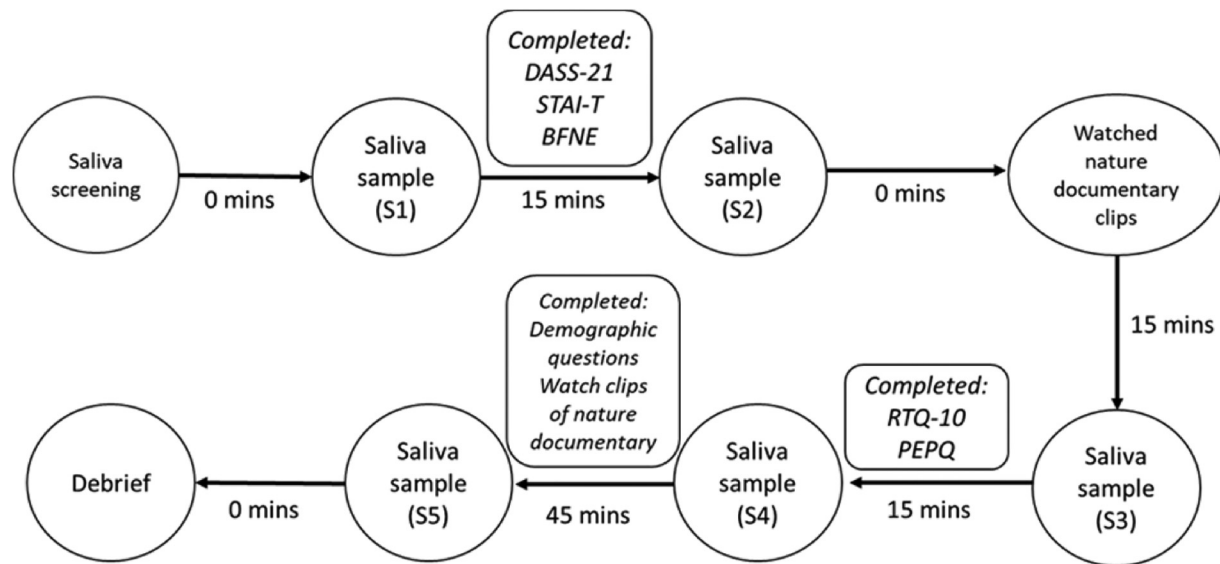 Saliva
screening
0 mins
Saliva
sample
(S1)
Completed:
DASS-21
STAI-T
BFNE
15 mins
Saliva
sample
(S2)
0 mins
Watched
nature
documentary
clips
15 mins
Saliva
sample
(S3)
Completed:
RTQ-10
PEPQ
15 mins
Saliva
sample
(S4)
Completed:
Demographic
questions
Watch clips
of nature
documentary
45 mins
Saliva
sample
(S5)
0 mins
Debrief